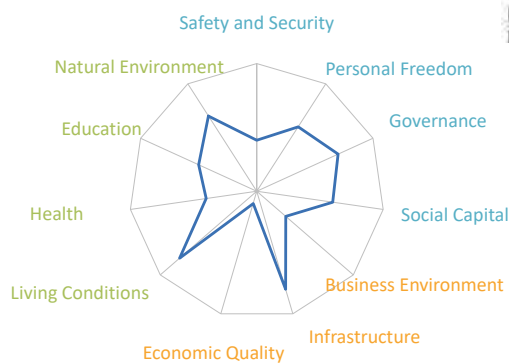 Safety and Security
Natural Environment
Personal Freedom
Education
Governance
Health
Social Capital
Living Conditions
Business Environment
Infrastructure
Economic Quality